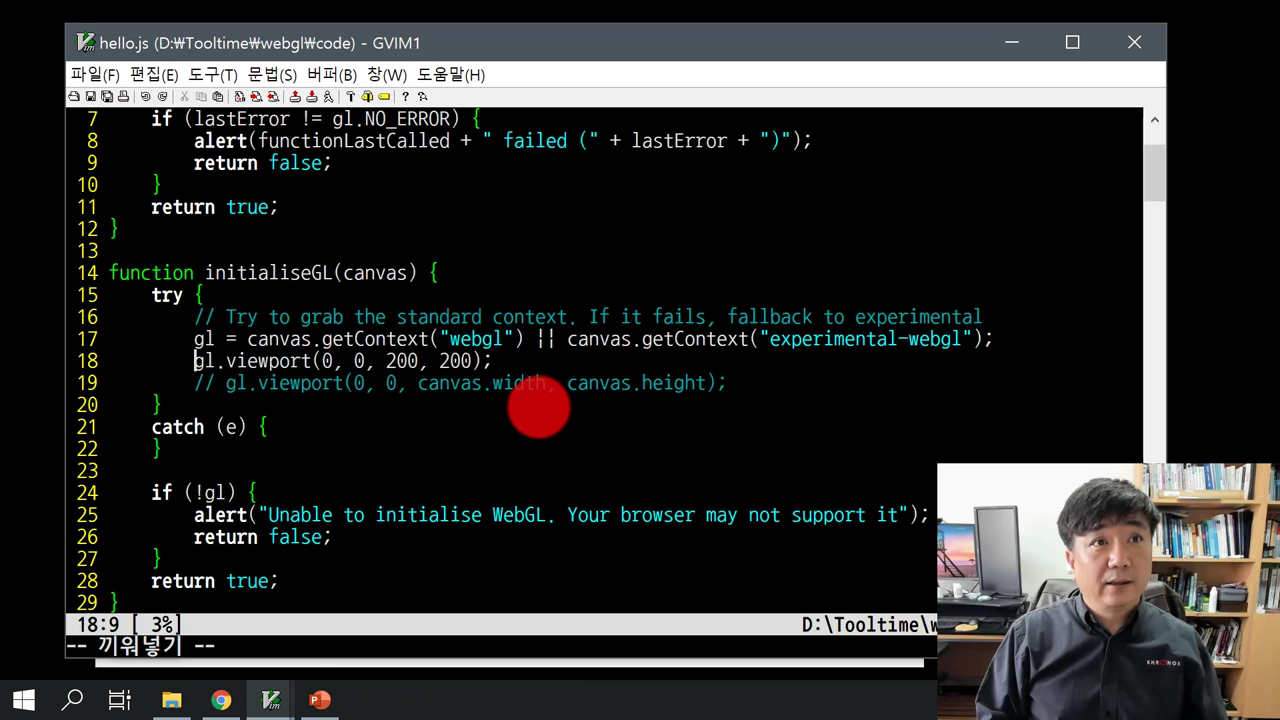 hello.js (D:₩Tooltime₩webgl₩code) - GVIM1
파일(F) 편집(E) 도구(T) 문법(S) 버퍼(B) 창(W) 도움말(H)
7 if (lastError != gl.NO_ERROR) {
8 alert(functionLastCalled + " failed (" + lastError + ")");
9 return false;
10 }
11 return true;
12 }
13
14 function initialiseGL(canvas) {
15 try {
16 // Try to grab the standard context. If it fails, fallback to experimental
17 gl = canvas.getContext("webgl") || canvas.getContext("experimental-webgl");
18 gl.viewport(0, 0, 200, 200);
19 // gl.viewport(0, 0, canvas.width, canvas.height);
20 }
21 catch (e) {
22 }
23
24 if (!gl) {
25 alert("Unable to initialise WebGL. Your browser may not support it");
26 return false;
27 }
28 return true;
29 }
18:9 [ 3%] D:\Tooltime\w
-- 끼워넣기 --
KHRONOS